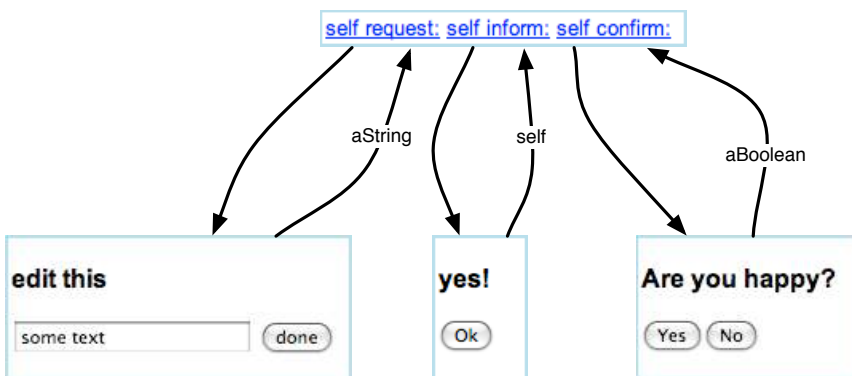 self request: self inform: self confirm:
aString
self
aBoolean
edit this
some text
done
yes!
Ok
Are you happy?
Yes
No